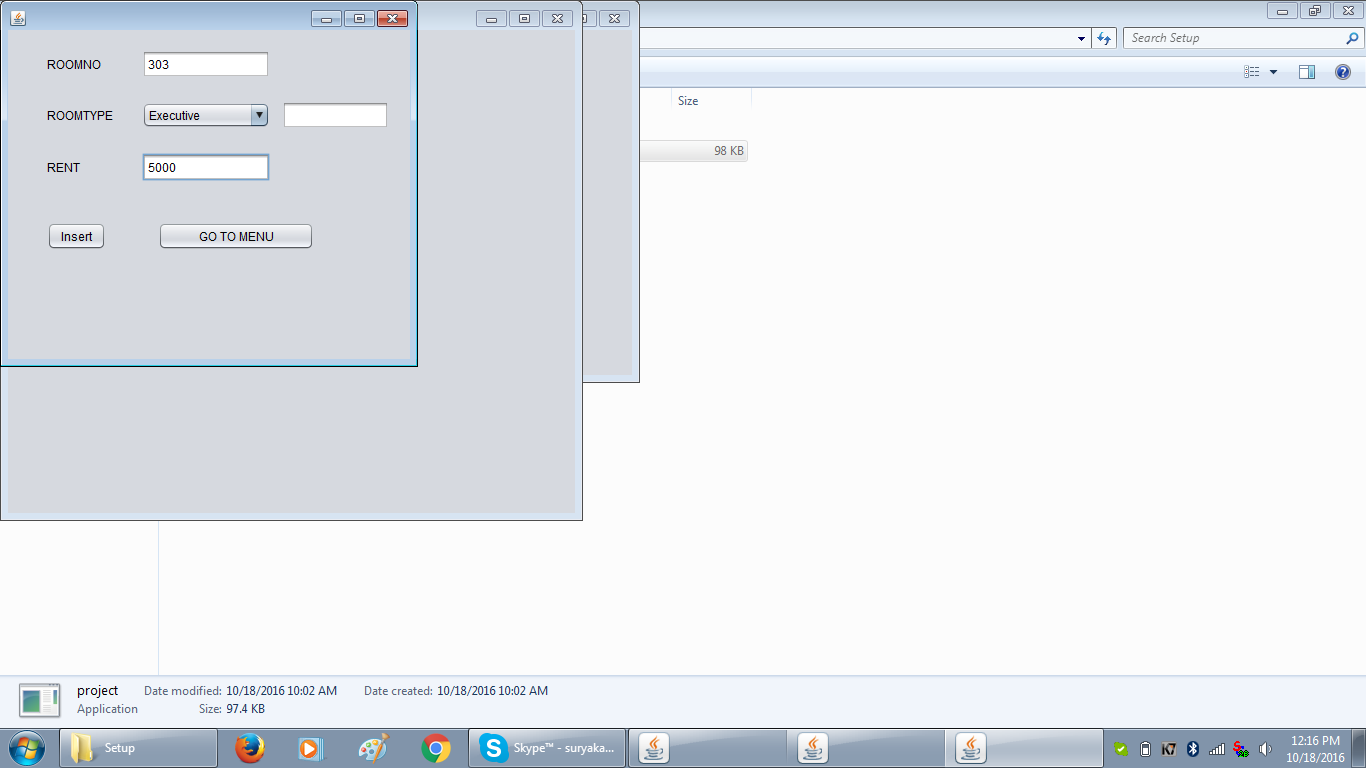 ROOMNO 303
ROOMTYPE Executive
RENT 5000
Insert GO TO MENU
Search Setup
Size
98 KB
project Date modified: 10/18/2016 10:02 AM Date created: 10/18/2016 10:02 AM
Application Size: 97.4 KB
Setup
Skype™ - suryaka...
K7
12:16 PM
10/18/2016